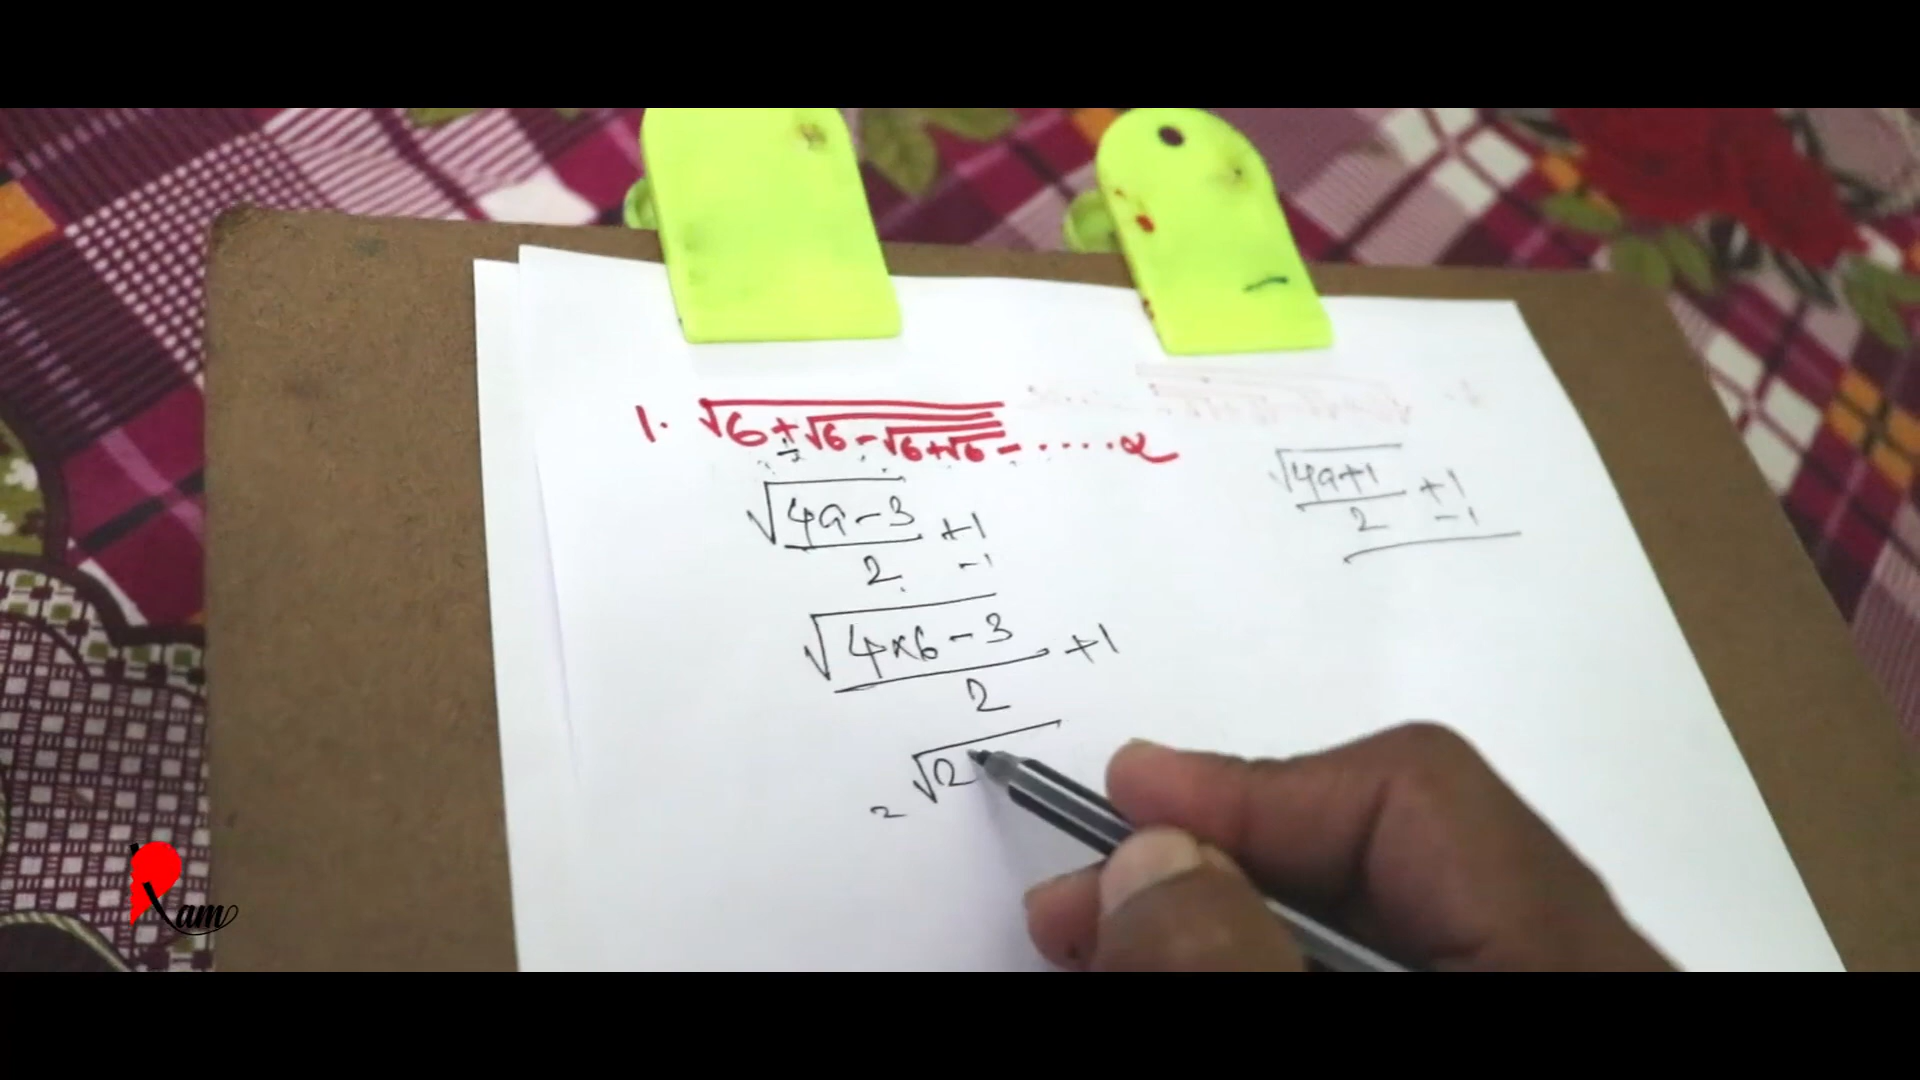 1. √6+√6-√6+√6-.....α
√4a-3
2
+1
-1
√4×6-3
2
+1
= √2
√4a+1
2
+1
-1
Ram